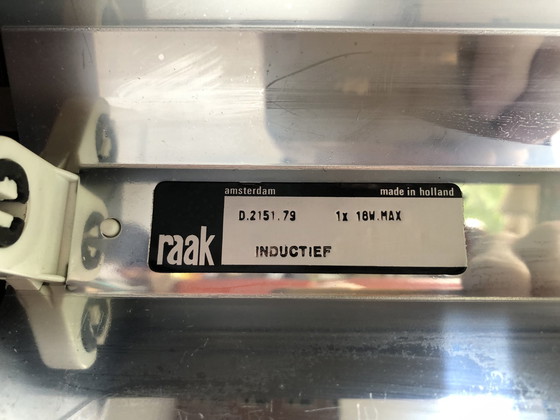 amsterdam made in holland
D.2151.79 1x 18W.MAX
raak
INDUCTIEF